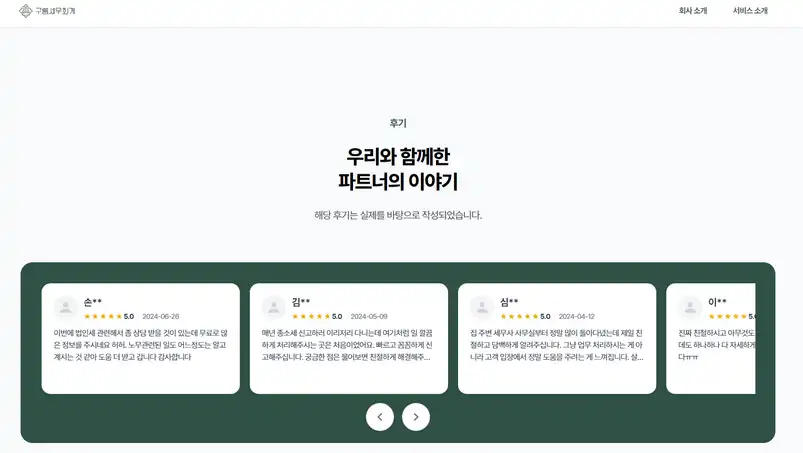 구름세무회계
회사 소개
서비스 소개
후기
우리와 함께한
파트너의 이야기
해당 후기는 실제를 바탕으로 작성되었습니다.
손**
★★★★★ 5.0 2024-06-26
이번에 법인세 관련해서 좀 상담 받을 것이 있는데 무료로 많
은 정보를 주시네요 허허. 노무관련된 일도 어느정도는 알고
계시는 것 같아 도움 더 받고 갑니다 감사합니다
김**
★★★★★ 5.0 2024-05-09
매년 종소세 신고하러 이리저리 다니는데 여기처럼 일 깔끔
하게 처리해주시는 곳은 처음이었어요. 빠르고 꼼꼼하게 신
고해주십니다. 궁금한 점은 물어보면 친절하게 해결해주...
심**
★★★★★ 5.0 2024-04-12
집 주변 세무사 사무실부터 정말 많이 돌아다녔는데 제일 친
절하고 담백하게 알려주십니다. 그냥 업무 처리하시는 게 아
니라 고객 입장에서 정말 도움을 주려는 게 느껴집니다. 살...
이**
★★★★★ 5.0
진짜 친절하시고 아무것도
데도 하나하나 다 자세하게
다ㅠㅠ